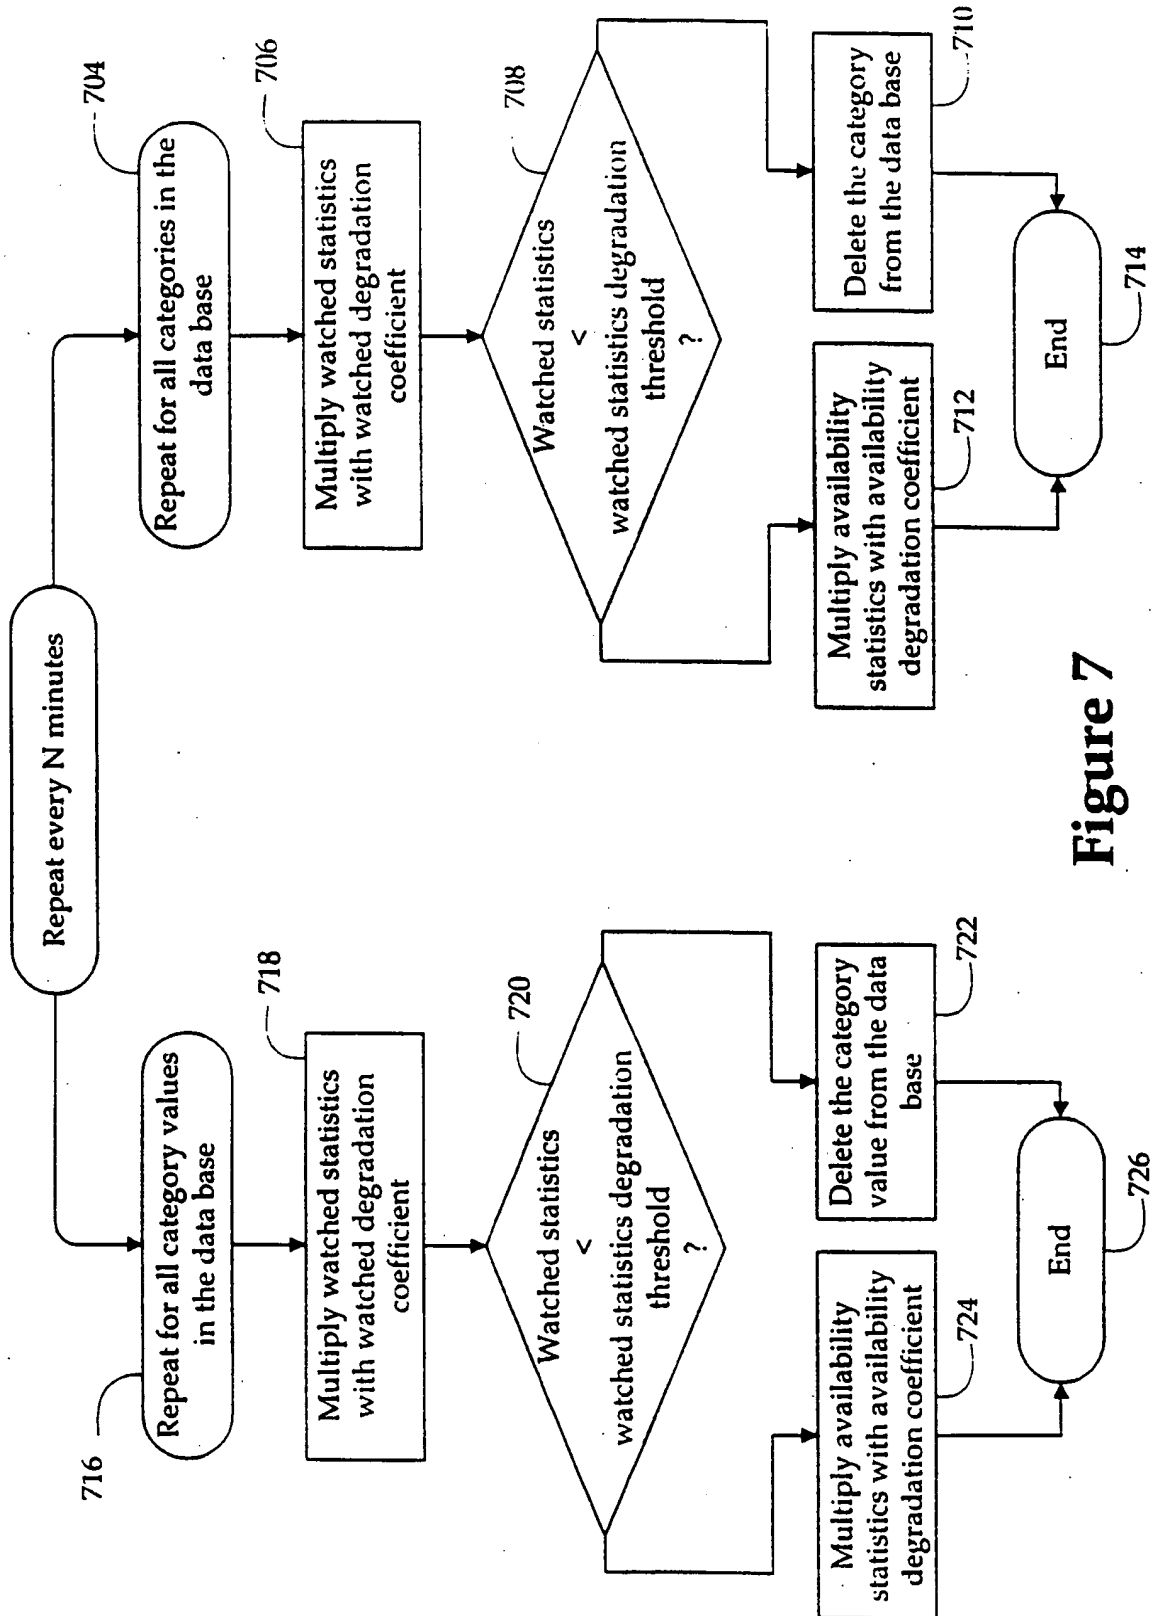 Repeat every N minutes
716
Repeat for all category values
in the data base
718
Multiply watched statistics
with watched degradation
coefficient
720
Watched statistics
<
watched statistics degradation
threshold
?
Multiply availability
statistics with availability
degradation coefficient
724
Delete the category
value from the data
base
722
End
726
704
Repeat for all categories in the
data base
706
Multiply watched statistics
with watched degradation
coefficient
708
Watched statistics
<
watched statistics degradation
threshold
?
Multiply availability
statistics with availability
degradation coefficient
712
Delete the category
from the data base
710
End
714
Figure 7